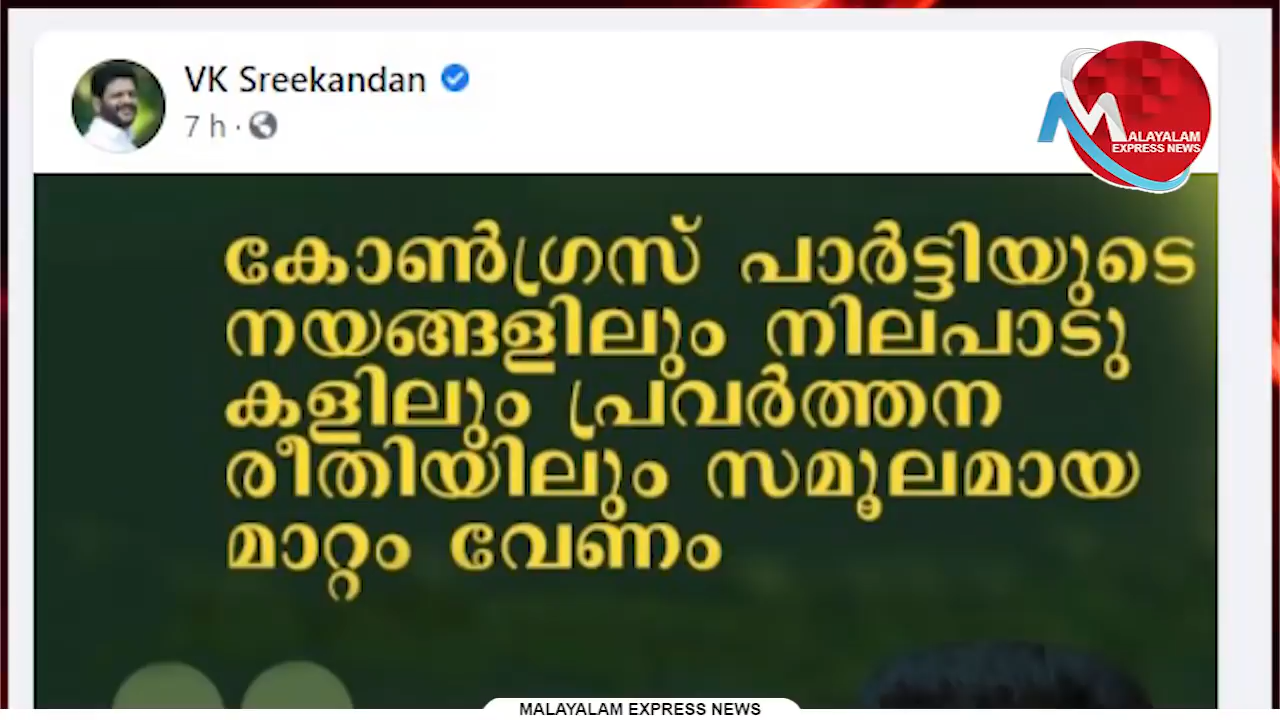 VK Sreekandan
7 h ·
MALAYALAM
EXPRESS NEWS
കോൺഗ്രസ് പാർട്ടിയുടെ
നയങ്ങളിലും നിലപാടു
കളിലും പ്രവർത്തന
രീതിയിലും സമൂലമായ
മാറ്റം വേണം
MALAYALAM EXPRESS NEWS